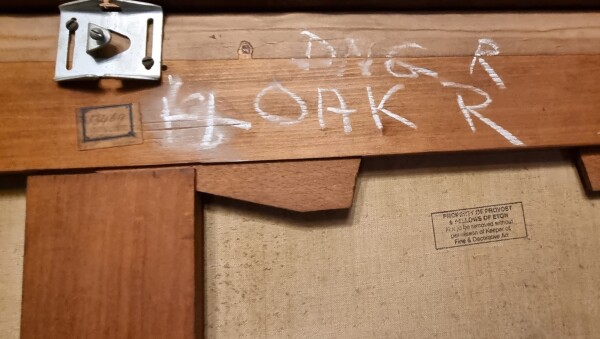 DNG R
CLOAK R
PROPERTY OF PROVOST
& FELLOWS OF ETON
Not to be removed without
permission of Keeper of
Fine & Decorative Art